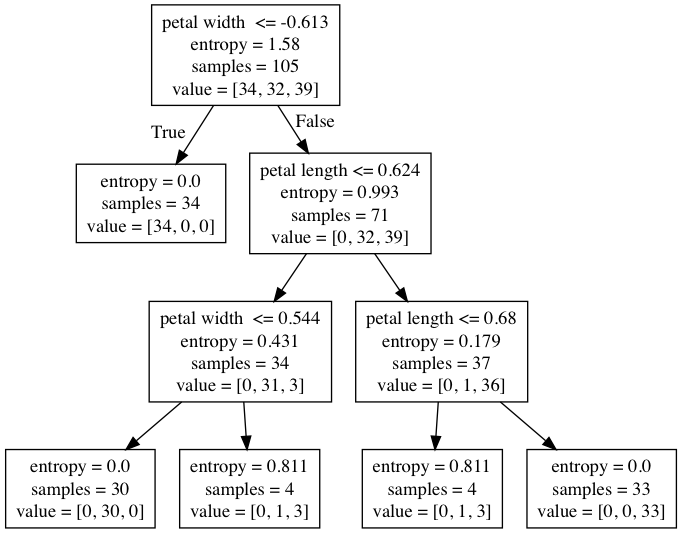 petal width  <= -0.613
entropy = 1.58
samples = 105
value = [34, 32, 39]
True
False
entropy = 0.0
samples = 34
value = [34, 0, 0]
petal length <= 0.624
entropy = 0.993
samples = 71
value = [0, 32, 39]
petal width  <= 0.544
entropy = 0.431
samples = 34
value = [0, 31, 3]
petal length <= 0.68
entropy = 0.179
samples = 37
value = [0, 1, 36]
entropy = 0.0
samples = 30
value = [0, 30, 0]
entropy = 0.811
samples = 4
value = [0, 1, 3]
entropy = 0.811
samples = 4
value = [0, 1, 3]
entropy = 0.0
samples = 33
value = [0, 0, 33]